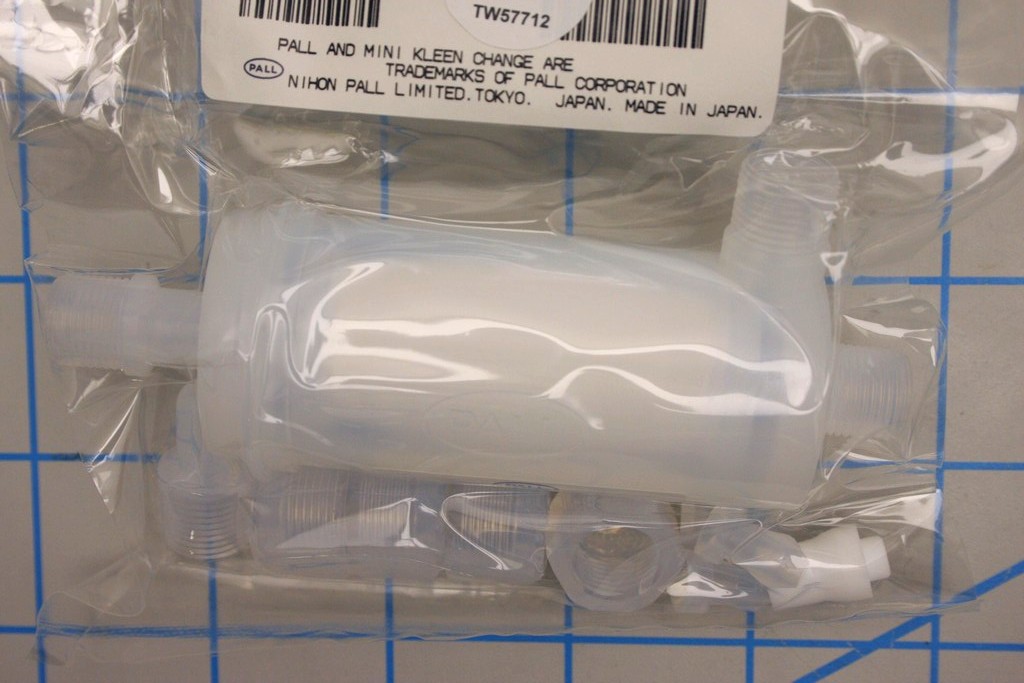 TW57712
PALL AND MINI KLEEN CHANGE ARE
TRADEMARKS OF PALL CORPORATION
PALL
NIHON PALL LIMITED.TOKYO. JAPAN. MADE IN JAPAN.